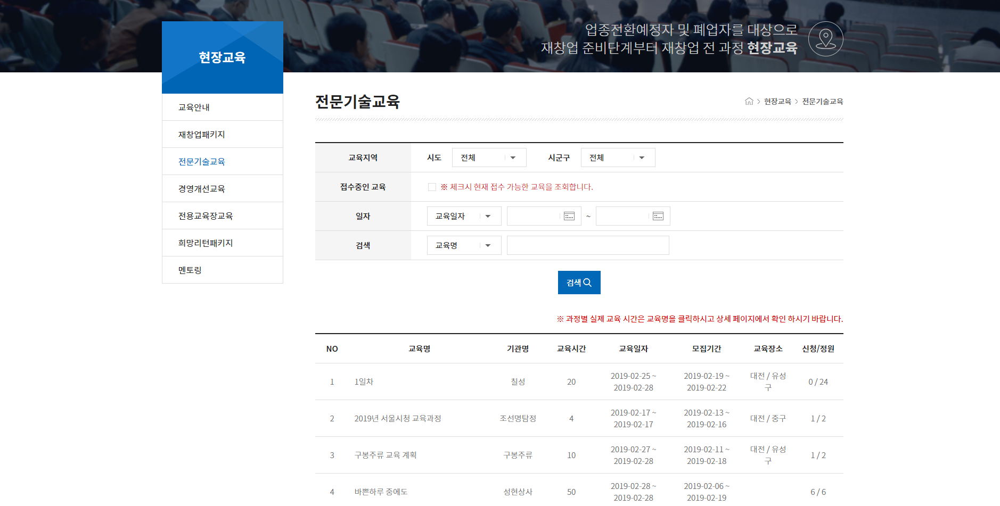 업종전환예정자 및 폐업자를 대상으로
재창업 준비단계부터 재창업 전 과정 현장교육
현장교육
교육안내
재창업패키지
전문기술교육
경영개선교육
전용교육장교육
희망리턴패키지
멘토링
전문기술교육
현장교육 > 전문기술교육
교육지역 시도 전체 시군구 전체
접수중인 교육 ※ 체크시 현재 접수 가능한 교육을 조회합니다.
일자 교육일자 ~
검색 교육명
검색
※ 과정별 실제 교육 시간은 교육명을 클릭하시고 상세 페이지에서 확인 하시기 바랍니다.
NO 교육명 기관명 교육시간 교육일자 모집기간 교육장소 신청/정원
1 1일차 칠성 20 2019-02-25 ~ 2019-02-28 2019-02-19 ~ 2019-02-22 대전 / 유성구 0 / 24
2 2019년 서울시청 교육과정 조선명탐정 4 2019-02-17 ~ 2019-02-17 2019-02-13 ~ 2019-02-16 대전 / 중구 1 / 2
3 구봉주류 교육 계획 구봉주류 10 2019-02-27 ~ 2019-02-28 2019-02-11 ~ 2019-02-18 대전 / 유성구 1 / 2
4 바쁜하루 중에도 성현상사 50 2019-02-28 ~ 2019-02-28 2019-02-06 ~ 2019-02-19 6 / 6